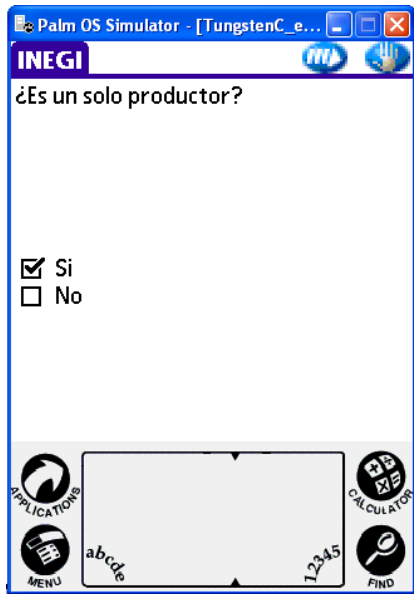 Palm OS Simulator - [TungstenC_e...
INEGI
¿Es un solo productor?
Si
No
APPLICATIONS
CALCULATOR
abcde
12345
MENU
FIND